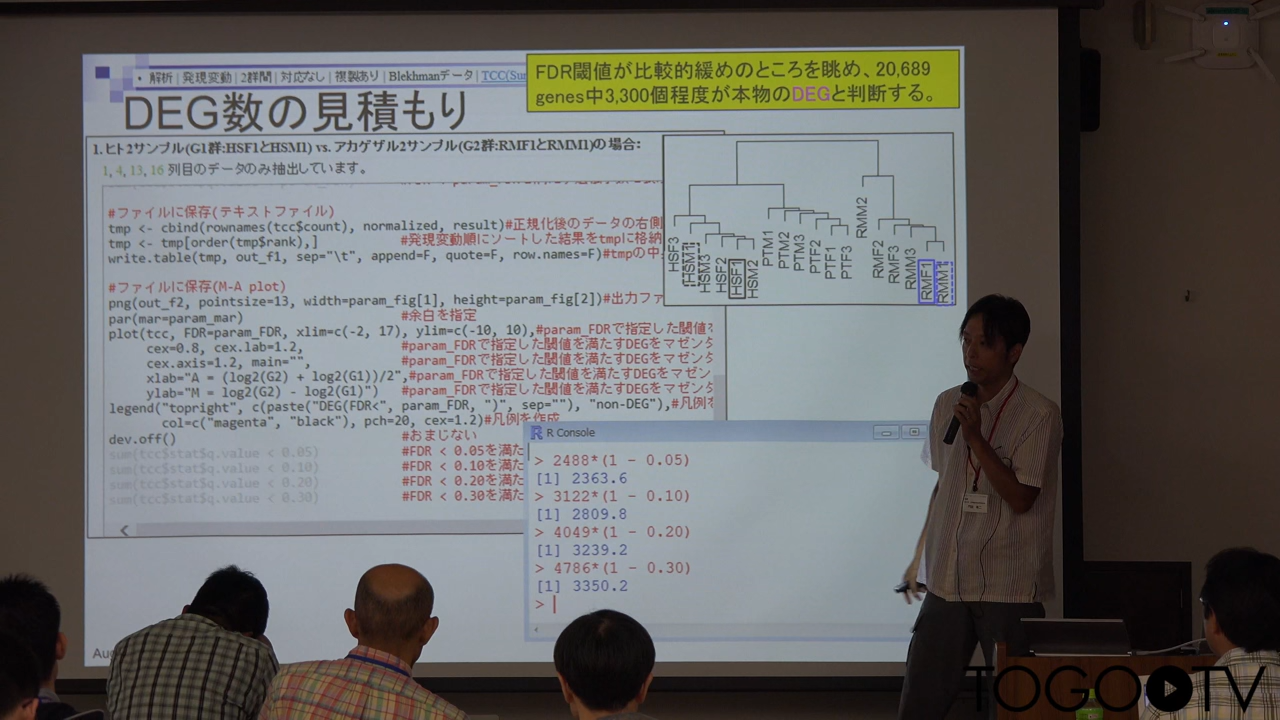 ・解析 | 発現変動 | 2群間 | 対応なし | 複製あり | Blekhmanデータ | TCC(Sun
DEG数の見積もり
FDR閾値が比較的緩めのところを眺め、20,689
genes中3,300個程度が本物のDEGと判断する。
1. ヒト2サンプル(G1群:HSF1とHSM1) vs. アカゲザル2サンプル(G2群:RMF1とRMM1)の場合:
1, 4, 13, 16 列目のデータのみ抽出しています。
#ファイルに保存(テキストファイル)
tmp <- cbind(rownames(tcc$count), normalized, result)#正規化後のデータの右側
tmp <- tmp[order(tmp$rank),] #発現変動順にソートした結果をtmpに格納
write.table(tmp, out_f1, sep="\t", append=F, quote=F, row.names=F)#tmpの中
#ファイルに保存(M-A plot)
png(out_f2, pointsize=13, width=param_fig[1], height=param_fig[2])#出力ファ
par(mar=param_mar) #余白を指定
plot(tcc, FDR=param_FDR, xlim=c(-2, 17), ylim=c(-10, 10),#param_FDRで指定した閾値
cex=0.8, cex.lab=1.2, #param_FDRで指定した閾値を満たすDEGをマゼンタ
cex.axis=1.2, main="", #param_FDRで指定した閾値を満たすDEGをマゼンタ
xlab="A = (log2(G2) + log2(G1))/2",#param_FDRで指定した閾値を満たすDEGをマゼン
ylab="M = log2(G2) - log2(G1)") #param_FDRで指定した閾値を満たすDEGをマゼンタ
legend("topright", c(paste("DEG(FDR<", param_FDR, ")", sep=""), "non-DEG"),#凡例
col=c("magenta", "black"), pch=20, cex=1.2)#凡例を作成
dev.off() #おまじない
sum(tcc$stat$q.value < 0.05) #FDR < 0.05を満た
sum(tcc$stat$q.value < 0.10) #FDR < 0.10を満た
sum(tcc$stat$q.value < 0.20) #FDR < 0.20を満た
sum(tcc$stat$q.value < 0.30) #FDR < 0.30を満た
HSF3
HSM1
HSM3
HSF2
HSF1
HSM2
PTM1
PTM2
PTM3
PTF2
PTF1
PTF3
RMM2
RMF2
RMF3
RMM3
RMF1
RMM1
R Console
> 2488*(1 - 0.05)
[1] 2363.6
> 3122*(1 - 0.10)
[1] 2809.8
> 4049*(1 - 0.20)
[1] 3239.2
> 4786*(1 - 0.30)
[1] 3350.2
>
Au
TOGO TV